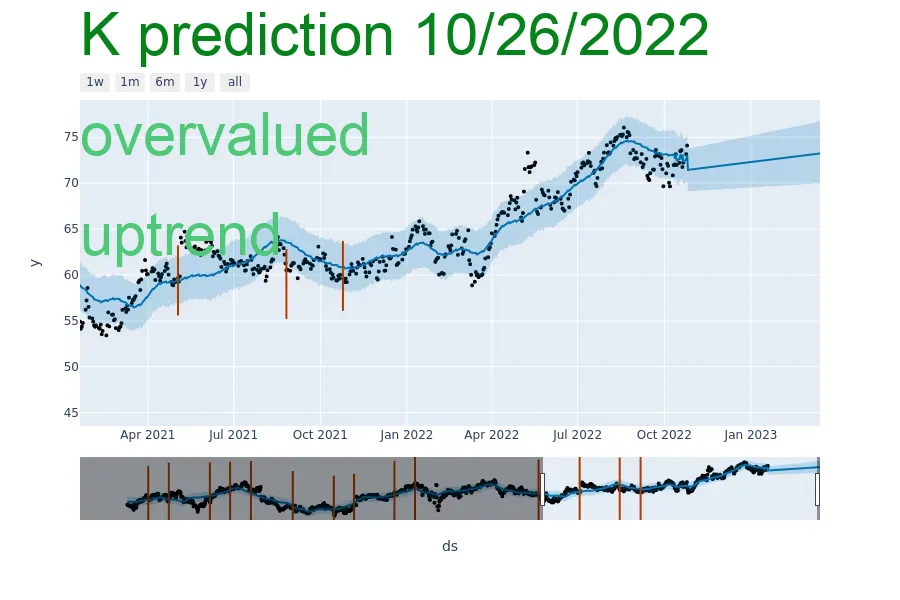 K prediction 10/26/2022
1w 1m 6m 1y all
overvalued
uptrend
75
70
65
60
55
50
45
y
Apr 2021 Jul 2021 Oct 2021 Jan 2022 Apr 2022 Jul 2022 Oct 2022 Jan 2023
ds